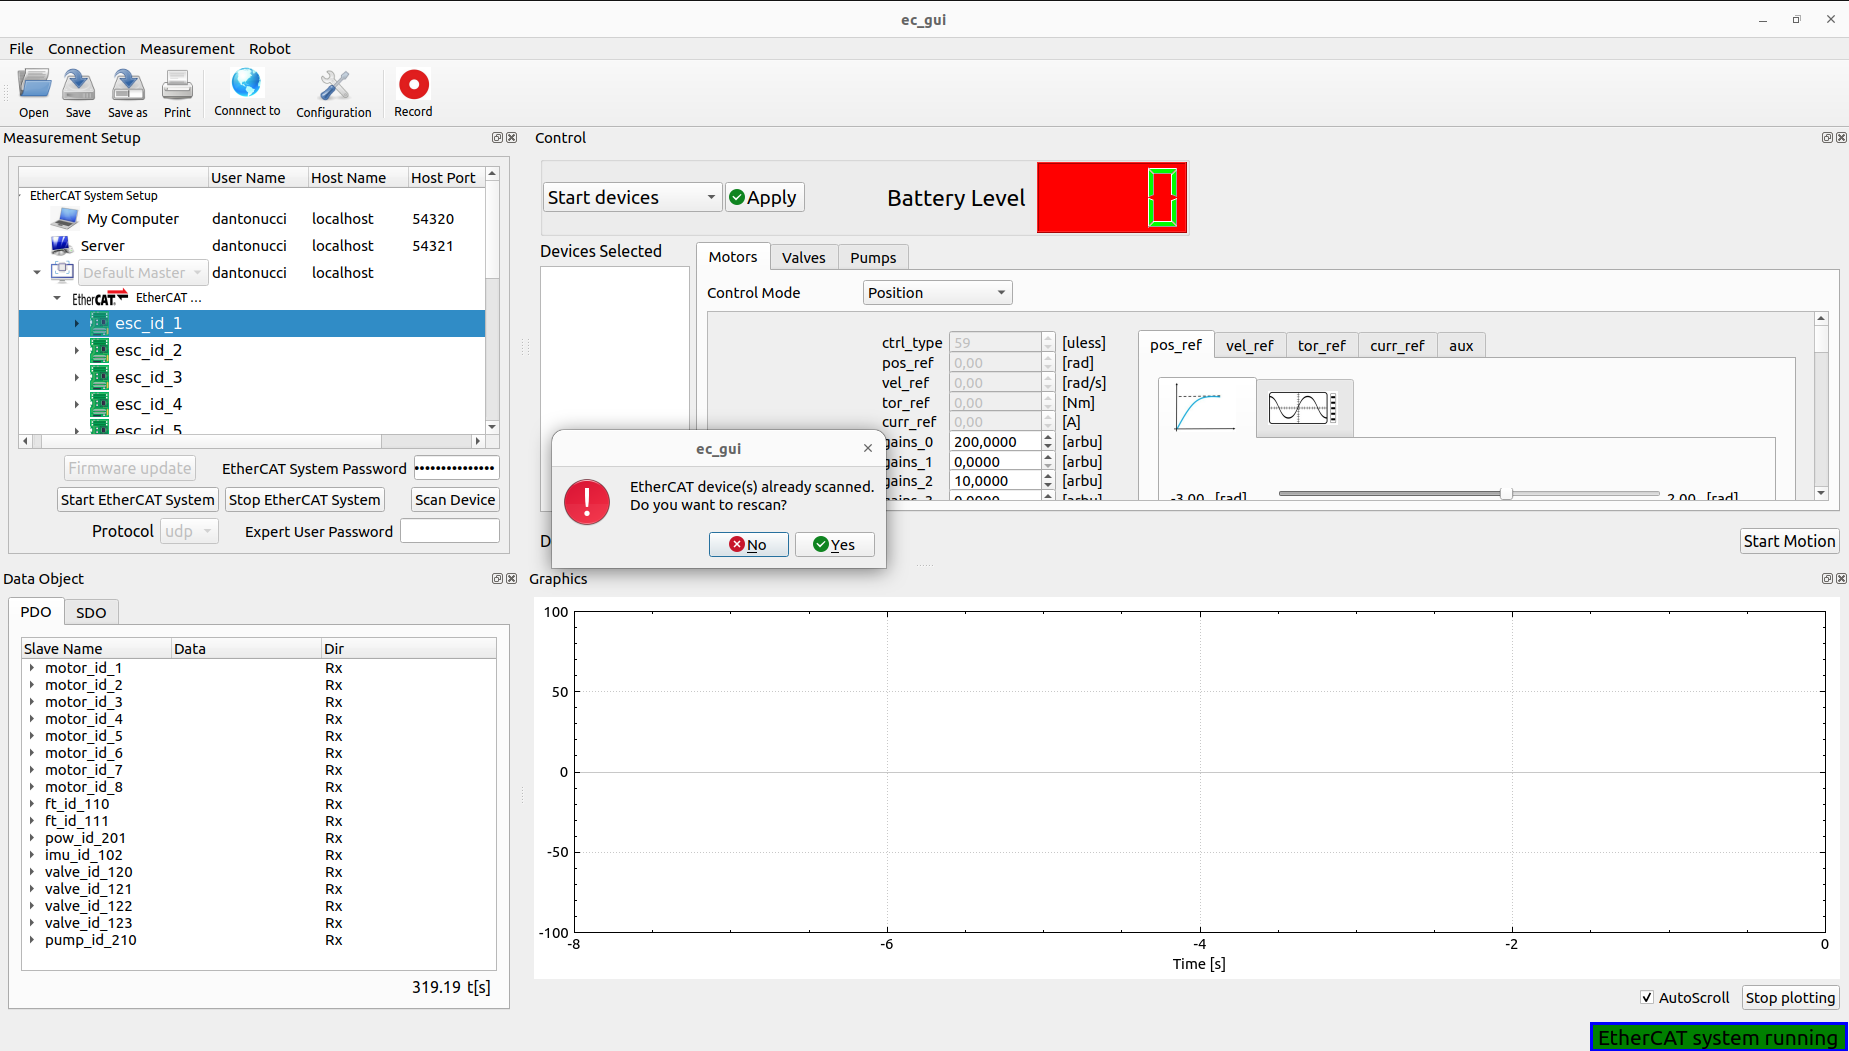 ec_gui
File Connection Measurement Robot
Open Save Save as Print Connnect to Configuration Record
Measurement Setup
User Name Host Name Host Port
EtherCAT System Setup
My Computer dantonucci localhost 54320
Server dantonucci localhost 54321
Default Master dantonucci localhost
EtherCAT EtherCAT ...
esc_id_1
esc_id_2
esc_id_3
esc_id_4
esc_id_5
Firmware update EtherCAT System Password
Start EtherCAT System Stop EtherCAT System Scan Device
Protocol udp Expert User Password
Control
Start devices Apply Battery Level 0
Devices Selected
Motors Valves Pumps
Control Mode Position
ctrl_type 59 [uless]
pos_ref 0,00 [rad]
vel_ref 0,00 [rad/s]
tor_ref 0,00 [Nm]
curr_ref 0,00 [A]
gains_0 200,0000 [arbu]
gains_1 0,0000 [arbu]
gains_2 10,0000 [arbu]
gains_3 0,0000 [arbu]
pos_ref vel_ref tor_ref curr_ref aux
-3.00 [rad] 2.00 [rad]
ec_gui
EtherCAT device(s) already scanned.
Do you want to rescan?
No Yes
D
Start Motion
Data Object
PDO SDO
Slave Name Data Dir
motor_id_1 Rx
motor_id_2 Rx
motor_id_3 Rx
motor_id_4 Rx
motor_id_5 Rx
motor_id_6 Rx
motor_id_7 Rx
motor_id_8 Rx
ft_id_110 Rx
ft_id_111 Rx
pow_id_201 Rx
imu_id_102 Rx
valve_id_120 Rx
valve_id_121 Rx
valve_id_122 Rx
valve_id_123 Rx
pump_id_210 Rx
319.19 t[s]
Graphics
100
50
0
-50
-100
-8 -6 -4 -2 0
Time [s]
AutoScroll Stop plotting
EtherCAT system running